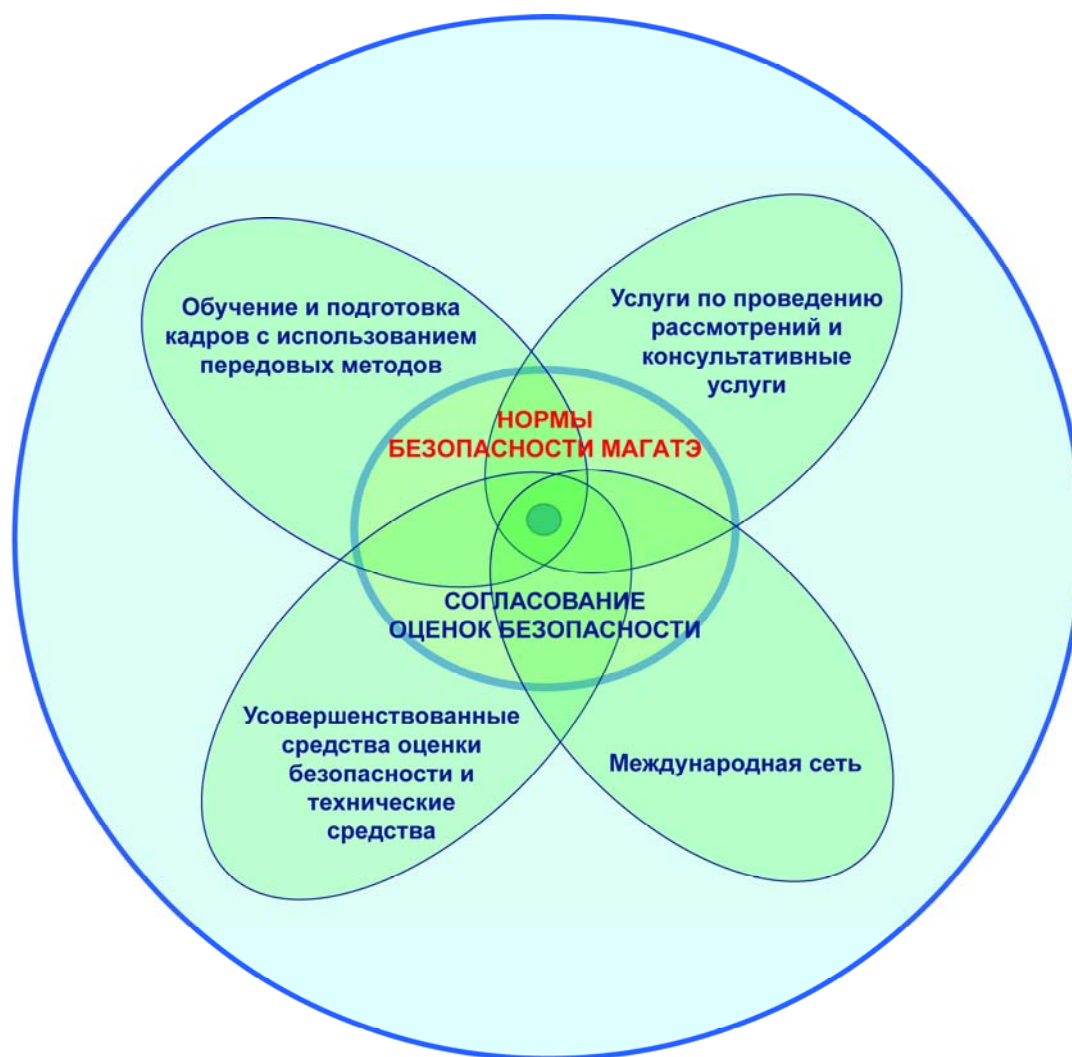 Обучение и подготовка
кадров с использованием
передовых методов
Услуги по проведению
рассмотрений и
консультативные
услуги
НОРМЫ
БЕЗОПАСНОСТИ МАГАТЭ
СОГЛАСОВАНИЕ
ОЦЕНОК БЕЗОПАСНОСТИ
Усовершенствованные
средства оценки
безопасности и
технические
средства
Международная сеть